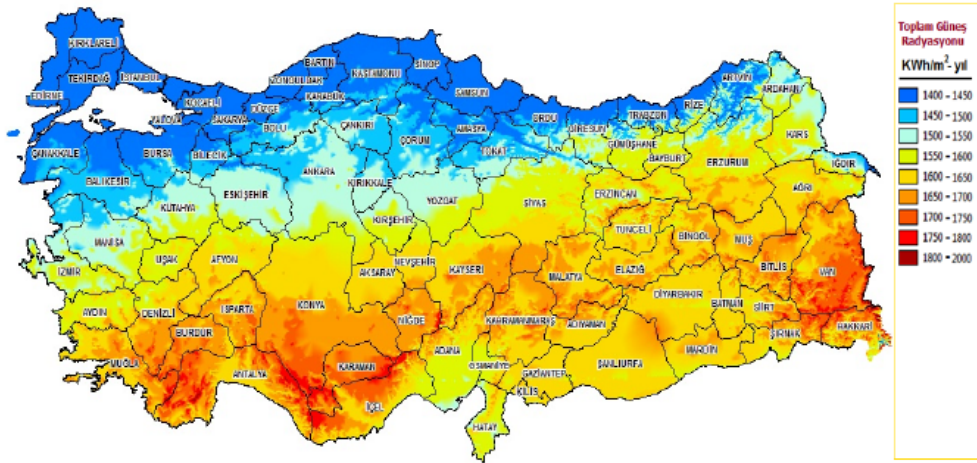 Toplam Güneş
Radyasyonu
KWh/m²-yıl
1400 - 1450
1450 - 1500
1500 - 1550
1550 - 1600
1600 - 1650
1650 - 1700
1700 - 1750
1750 - 1800
1800 - 2000
KIRKLARELİ
TEKİRDAĞ
İSTANBUL
EDİRNE
KOCAELİ
YALOVA
SAKARYA
DÜZCE
BOLU
ZONGULDAK
BARTIN
KARABÜK
KASTAMONU
SİNOP
SAMSUN
ÇANKIRI
ÇORUM
AMASYA
TOKAT
ORDU
GİRESUN
TRABZON
RİZE
ARTVİN
ARDAHAN
KARS
IĞDIR
GÜMÜŞHANE
BAYBURT
ERZURUM
AĞRI
ÇANAKKALE
BURSA
BİLECİK
BALIKESİR
KÜTAHYA
ESKİŞEHİR
ANKARA
KIRIKKALE
KIRŞEHİR
YOZGAT
SİVAS
ERZİNCAN
TUNCELİ
BİNGÖL
MUŞ
BİTLİS
VAN
MANİSA
İZMİR
UŞAK
AFYON
AKSARAY
NEVŞEHİR
KAYSERİ
MALATYA
ELAZIĞ
DİYARBAKIR
BATMAN
SİİRT
ŞIRNAK
HAKKARİ
AYDIN
DENİZLİ
ISPARTA
BURDUR
KONYA
NİĞDE
KAHRAMANMARAŞ
ADIYAMAN
MARDİN
ŞANLIURFA
MUĞLA
ANTALYA
KARAMAN
İÇEL
ADANA
OSMANİYE
GAZİANTEP
KİLİS
HATAY